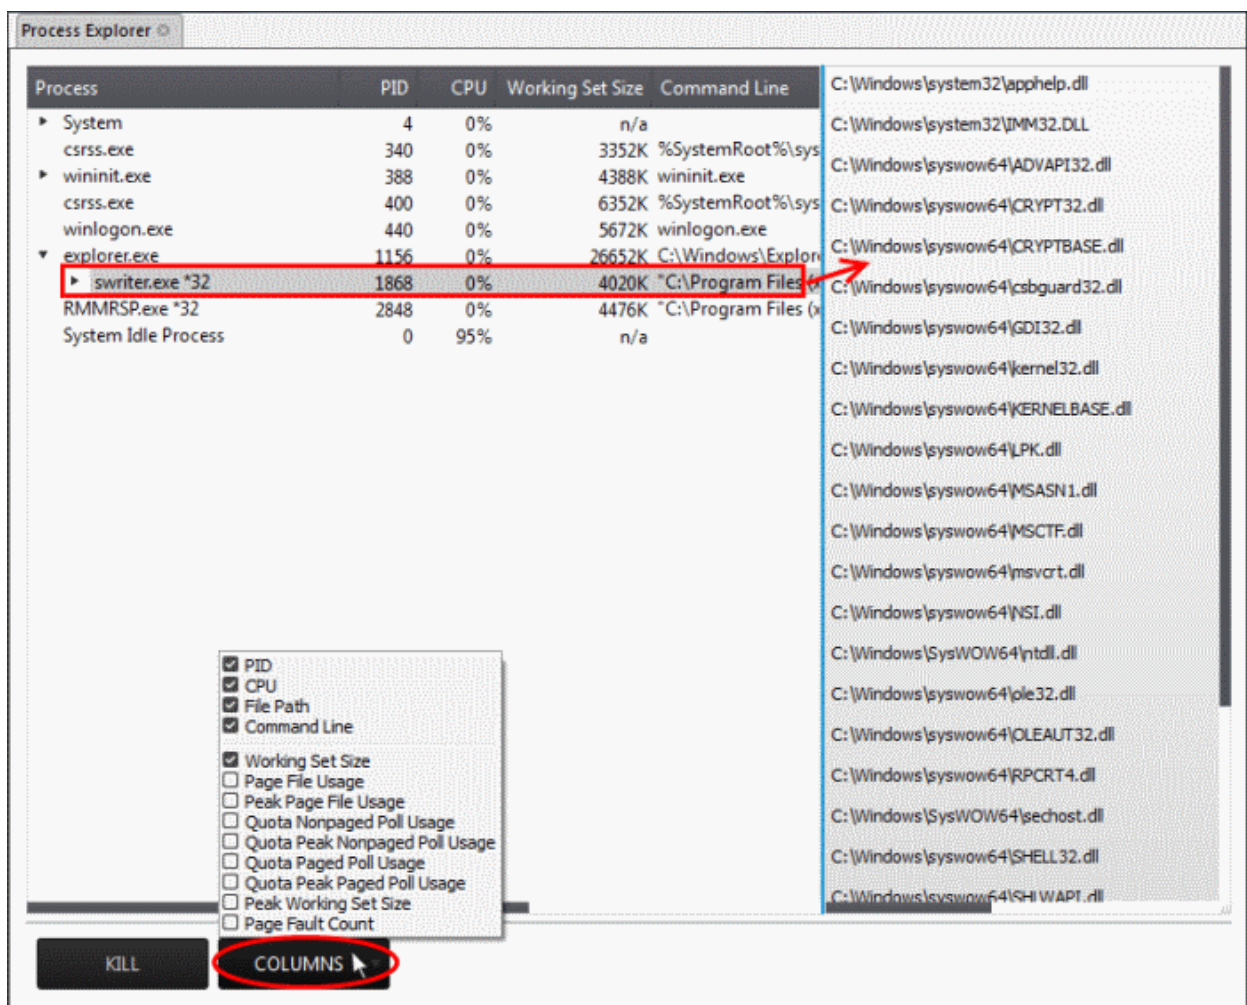 Process Explorer
Process PID CPU Working Set Size Command Line
System 4 0% n/a
csrss.exe 340 0% 3352K %SystemRoot%\sys
wininit.exe 388 0% 4388K wininit.exe
csrss.exe 400 0% 6352K %SystemRoot%\sys
winlogon.exe 440 0% 5672K winlogon.exe
explorer.exe 1156 0% 26652K C:\Windows\Explor
swriter.exe *32 1868 0% 4020K "C:\Program Files (x
RMMRSP.exe *32 2848 0% 4476K "C:\Program Files (x
System Idle Process 0 95% n/a
C:\Windows\system32\apphelp.dll
C:\Windows\system32\IMM32.DLL
C:\Windows\syswow64\ADVAPI32.dll
C:\Windows\syswow64\CRYPT32.dll
C:\Windows\syswow64\CRYPTBASE.dll
C:\Windows\syswow64\csbguard32.dll
C:\Windows\syswow64\GDI32.dll
C:\Windows\syswow64\kernel32.dll
C:\Windows\syswow64\KERNELBASE.dll
C:\Windows\syswow64\LPK.dll
C:\Windows\syswow64\MSASN1.dll
C:\Windows\syswow64\MSCTF.dll
C:\Windows\syswow64\msvcrt.dll
C:\Windows\syswow64\NSI.dll
C:\Windows\SysWOW64\ntdll.dll
C:\Windows\syswow64\ole32.dll
C:\Windows\syswow64\OLEAUT32.dll
C:\Windows\syswow64\RPCRT4.dll
C:\Windows\SysWOW64\sechost.dll
C:\Windows\syswow64\SHELL32.dll
C:\Windows\syswow64\SHLWAPI.dll
PID
CPU
File Path
Command Line
Working Set Size
Page File Usage
Peak Page File Usage
Quota Nonpaged Poll Usage
Quota Peak Nonpaged Poll Usage
Quota Paged Poll Usage
Quota Peak Paged Poll Usage
Peak Working Set Size
Page Fault Count
KILL COLUMNS